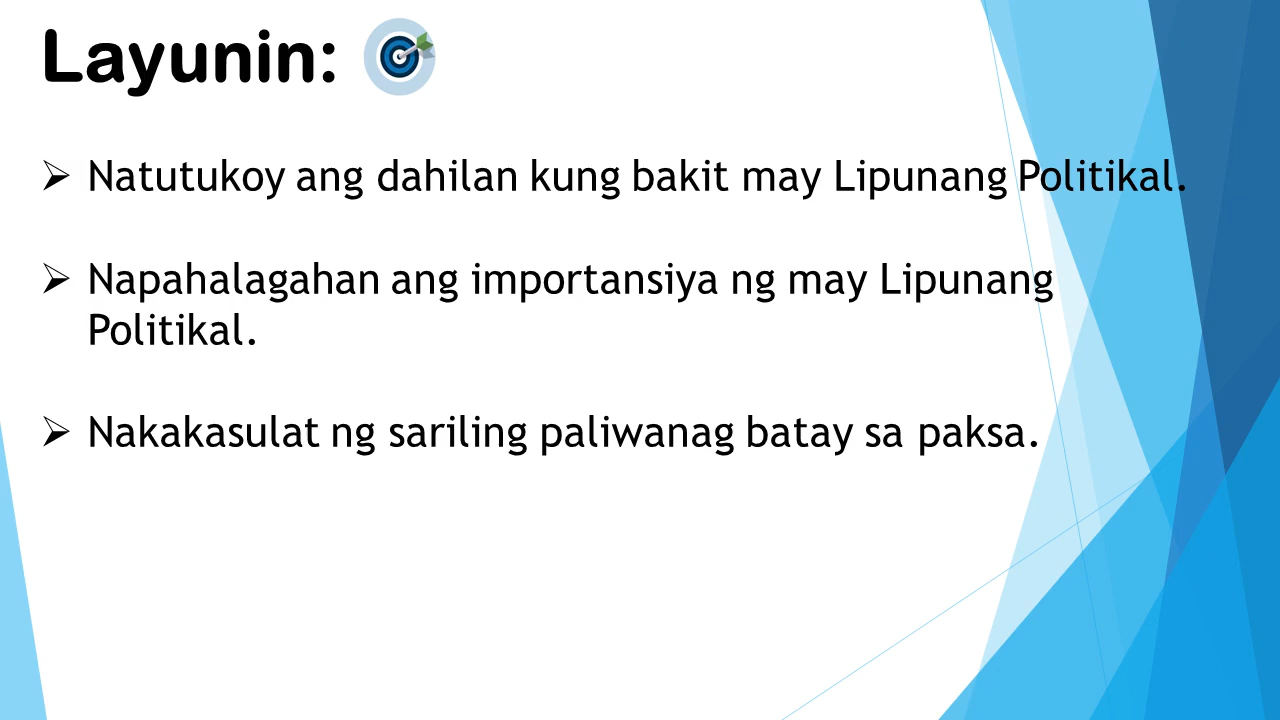 Layunin:
➢ Natutukoy ang dahilan kung bakit may Lipunang Politikal.
➢ Napahalagahan ang importansiya ng may Lipunang
Politikal.
➢ Nakakasulat ng sariling paliwanag batay sa paksa.